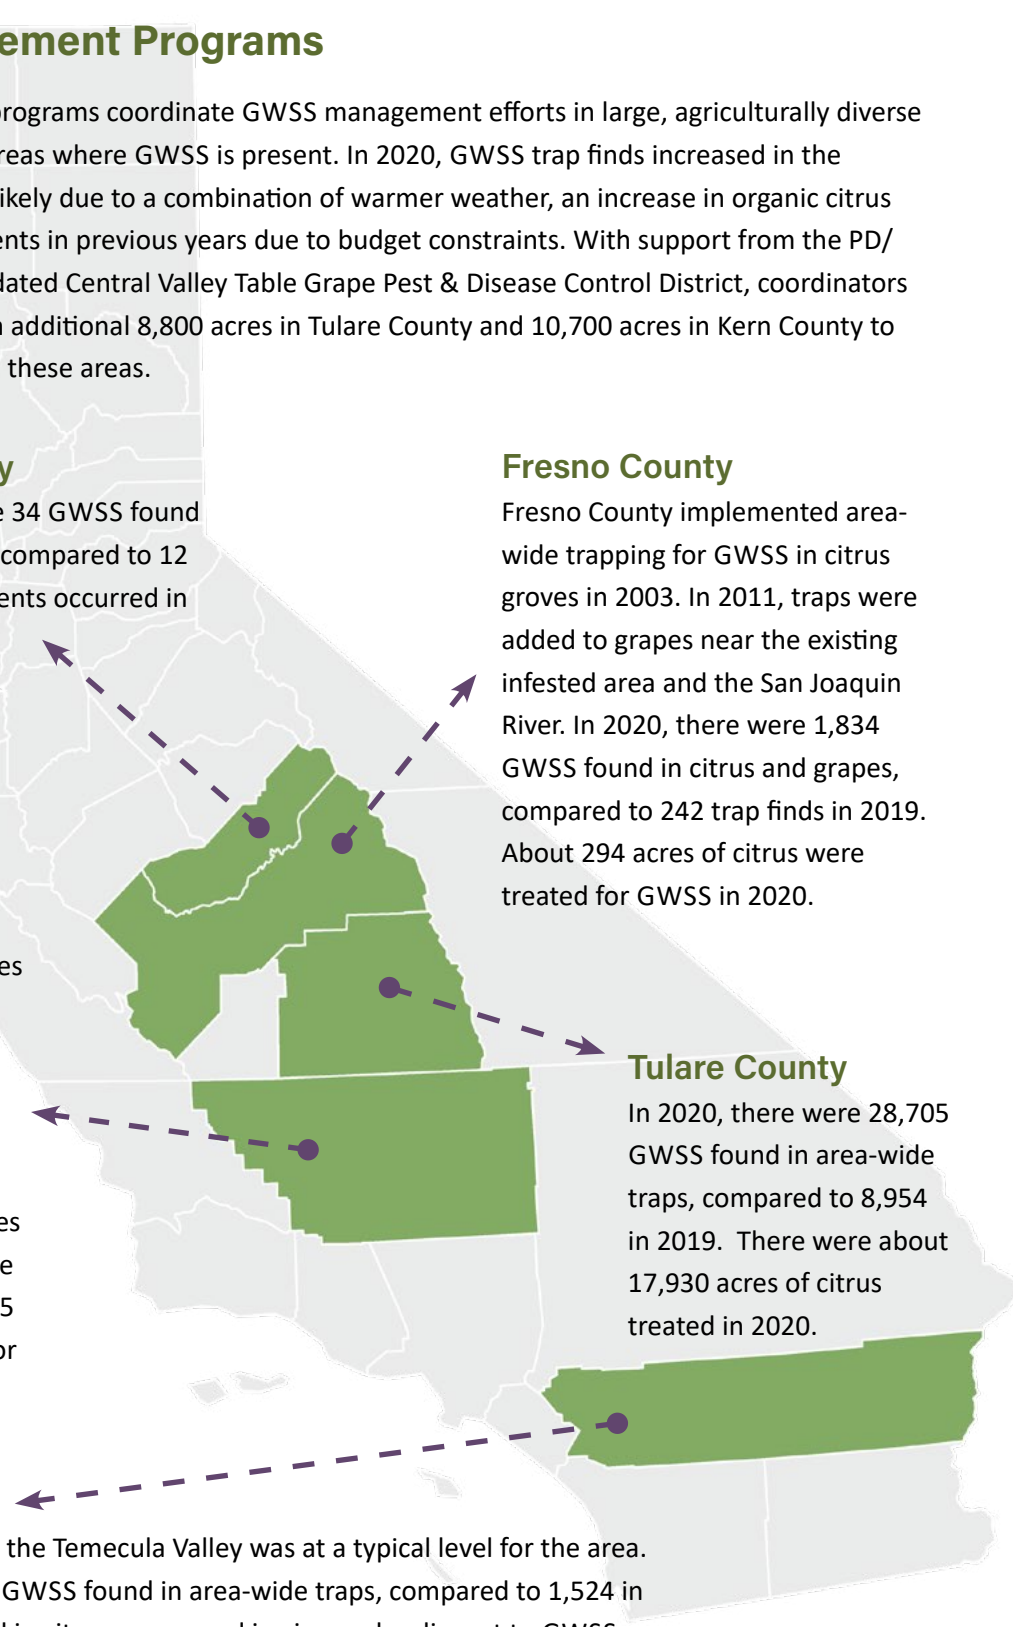 ement Programs
programs coordinate GWSS management efforts in large, agriculturally diverse
reas where GWSS is present. In 2020, GWSS trap finds increased in the
ikely due to a combination of warmer weather, an increase in organic citrus
ents in previous years due to budget constraints. With support from the PD/
dated Central Valley Table Grape Pest & Disease Control District, coordinators
additional 8,800 acres in Tulare County and 10,700 acres in Kern County to
these areas.
y
e 34 GWSS found
compared to 12
ents occurred in
Fresno County
Fresno County implemented area-
wide trapping for GWSS in citrus
groves in 2003. In 2011, traps were
added to grapes near the existing
infested area and the San Joaquin
River. In 2020, there were 1,834
GWSS found in citrus and grapes,
compared to 242 trap finds in 2019.
About 294 acres of citrus were
treated for GWSS in 2020.
es
es
e
5
or
Tulare County
In 2020, there were 28,705
GWSS found in area-wide
traps, compared to 8,954
in 2019. There were about
17,930 acres of citrus
treated in 2020.
the Temecula Valley was at a typical level for the area.
GWSS found in area-wide traps, compared to 1,524 in